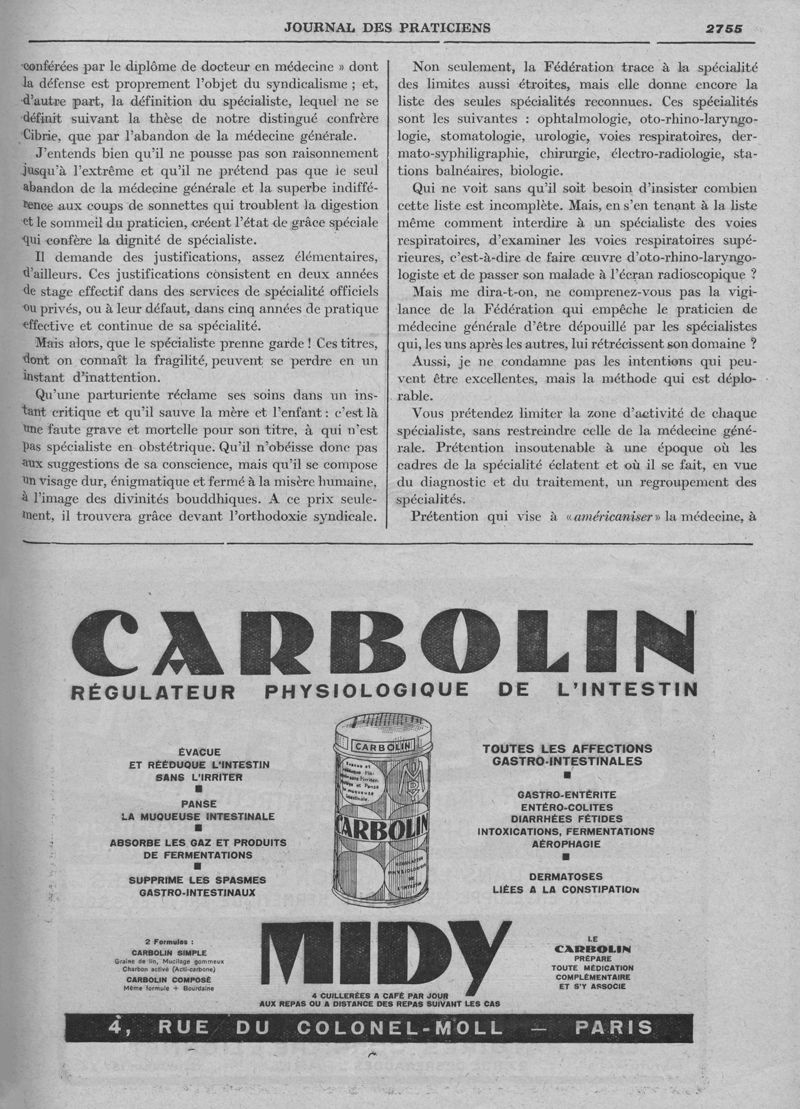 JOURNAL DES PRATICIENS 2755
conférées par le diplôme de docteur en médecine » dont
la défense est proprement l'objet du syndicalisme ; et,
d'autre part, la définition du spécialiste, lequel ne se
définit suivant la thèse de notre distingué confrère
Cibrie, que par l'abandon de la médecine générale.
J'entends bien qu'il ne pousse pas son raisonnement
jusqu'à l'extrême et qu'il ne prétend pas que le seul
abandon de la médecine générale et la superbe indiffé-
rence aux coups de sonnettes qui troublent la digestion
et le sommeil du praticien, créent l'état de grâce spéciale
qui confère la dignité de spécialiste.
Il demande des justifications, assez élémentaires,
d'ailleurs. Ces justifications consistent en deux années
de stage effectif dans des services de spécialité officiels
ou privés, ou à leur défaut, dans cinq années de pratique
effective et continue de sa spécialité.
Mais alors, que le spécialiste prenne garde ! Ces titres,
dont on connaît la fragilité, peuvent se perdre en un
instant d'inattention.
Qu'une parturiente réclame ses soins dans un ins-
tant critique et qu'il sauve la mère et l'enfant : c'est là
une faute grave et mortelle pour son titre, à qui n'est
pas spécialiste en obstétrique. Qu'il n'obéisse donc pas
aux suggestions de sa conscience, mais qu'il se compose
un visage dur, énigmatique et fermé à la misère humaine,
à l'image des divinités bouddhiques. A ce prix seule-
ment, il trouvera grâce devant l'orthodoxie syndicale.
Non seulement, la Fédération trace à la spécialité
des limites aussi étroites, mais elle donne encore la
liste des seules spécialités reconnues. Ces spécialités
sont les suivantes : ophtalmologie, oto-rhino-laryngo-
logie, stomatologie, urologie, voies respiratoires, der-
mato-syphiligraphie, chirurgie, électro-radiologie, sta-
tions balnéaires, biologie.
Qui ne voit sans qu'il soit besoin d'insister combien
cette liste est incomplète. Mais, en s'en tenant à la liste
même comment interdire à un spécialiste des voies
respiratoires, d'examiner les voies respiratoires supé-
rieures, c'est-à-dire de faire œuvre d'oto-rhino-laryngo-
logiste et de passer son malade à l'écran radioscopique ?
Mais me dira-t-on, ne comprenez-vous pas la vigi-
lance de la Fédération qui empêche le praticien de
médecine générale d'être dépouillé par les spécialistes
qui, les uns après les autres, lui rétrécissent son domaine ?
Aussi, je ne condamne pas les intentions qui peu-
vent être excellentes, mais la méthode qui est déplo-
rable.
Vous prétendez limiter la zone d'activité de chaque
spécialiste, sans restreindre celle de la médecine géné-
rale. Prétention insoutenable à une époque où les
cadres de la spécialité éclatent et où il se fait, en vue
du diagnostic et du traitement, un regroupement des
spécialités.
Prétention qui vise à « américaniser » la médecine, à
CARBOLIN
RÉGULATEUR PHYSIOLOGIQUE DE L'INTESTIN
ÉVACUE
ET RÉÉDUQUE L'INTESTIN
SANS L'IRRITER
PANSE
LA MUQUEUSE INTESTINALE
ABSORBE LES GAZ ET PRODUITS
DE FERMENTATIONS
SUPPRIME LES SPASMES
GASTRO-INTESTINAUX
CARBOLIN
CARBOLIN
RÉGULATEUR
PHYSIOLOGIQUE
DE
L'INTESTIN
TOUTES LES AFFECTIONS
GASTRO-INTESTINALES
GASTRO-ENTÉRITE
ENTÉRO-COLITES
DIARRHÉES FÉTIDES
INTOXICATIONS, FERMENTATIONS
AÉROPHAGIE
DERMATOSES
LIÉES A LA CONSTIPATION
2 Formules :
CARBOLIN SIMPLE
Graine de lin, Mucilage gommeux
Charbon activé (Acti-carbone)
CARBOLIN COMPOSÉ
Même formule + Bourdaine
MIDY
4 CUILLERÉES A CAFÉ PAR JOUR
AUX REPAS OU A DISTANCE DES REPAS SUIVANT LES CAS
LE
CARBOLIN
PRÉPARE
TOUTE MÉDICATION
COMPLÉMENTAIRE
ET S'Y ASSOCIE
4, RUE DU COLONEL-MOLL — PARIS